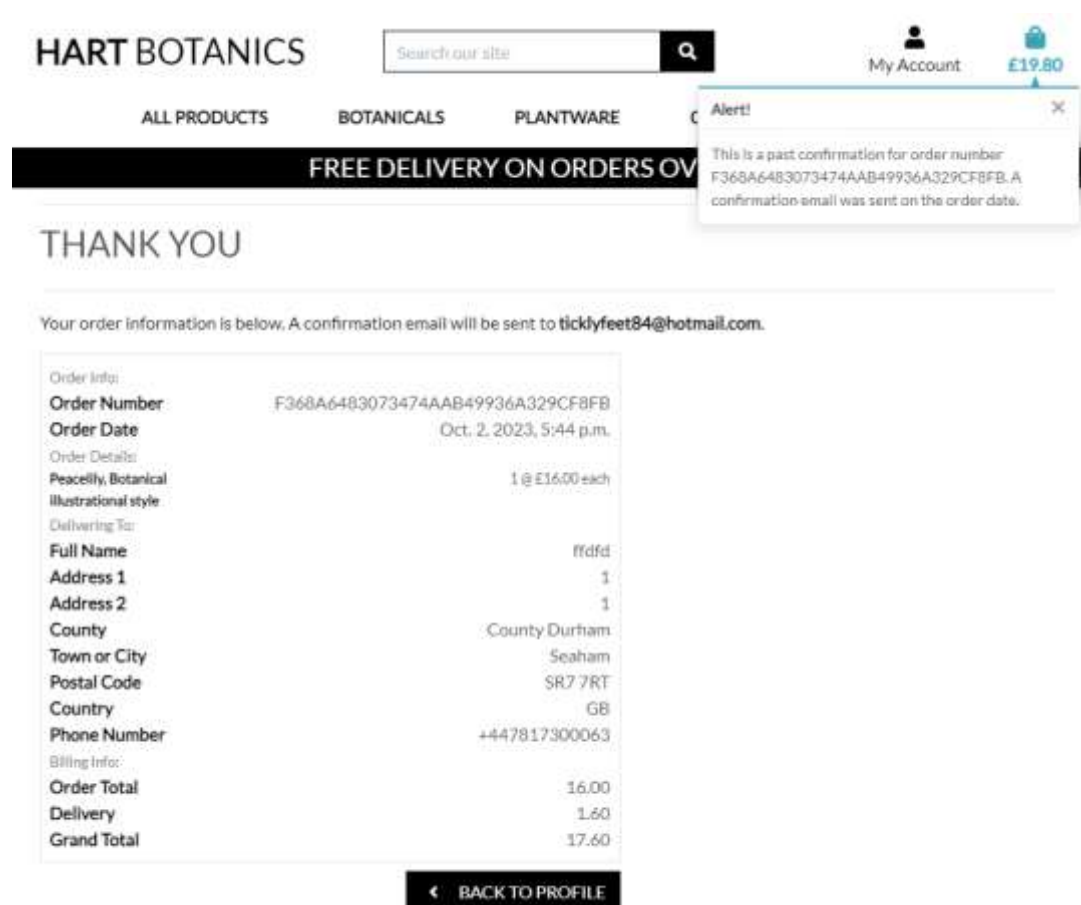 HART BOTANICS
Search our site
My Account
£19.80
ALL PRODUCTS BOTANICALS PLANTWARE
FREE DELIVERY ON ORDERS OV
Alert!
This is a past confirmation for order number
F368A6483073474AAB49936A329CF8FB. A
confirmation email was sent on the order date.
THANK YOU
Your order information is below. A confirmation email will be sent to ticklyfeet84@hotmail.com.
Order Info:
Order Number F368A6483073474AAB49936A329CF8FB
Order Date Oct. 2, 2023, 5:44 p.m.
Order Details:
Peacelily, Botanical 1 @ £16.00 each
illustrational style
Delivering To:
Full Name ffdfd
Address 1 1
Address 2 1
County County Durham
Town or City Seaham
Postal Code SR7 7RT
Country GB
Phone Number +447817300063
Billing Info:
Order Total 16.00
Delivery 1.60
Grand Total 17.60
BACK TO PROFILE